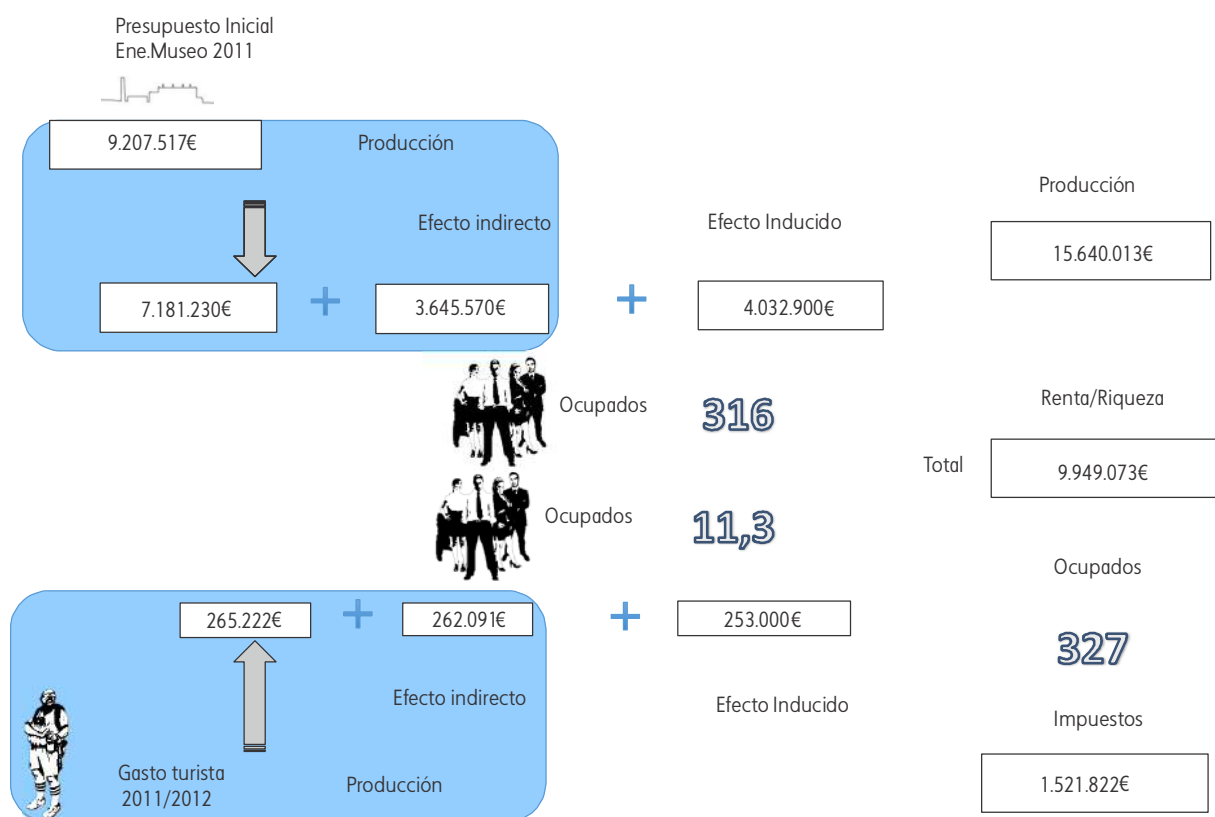 Presupuesto Inicial
Ene.Museo 2011
9.207.517€
Producción
Producción
Efecto indirecto
Efecto Inducido
15.640.013€
7.181.230€
+
3.645.570€
+
4.032.900€
Ocupados
316
Renta/Riqueza
Total
9.949.073€
Ocupados
11,3
Ocupados
265.222€
+
262.091€
+
253.000€
327
Efecto indirecto
Efecto Inducido
Impuestos
Gasto turista
2011/2012
Producción
1.521.822€